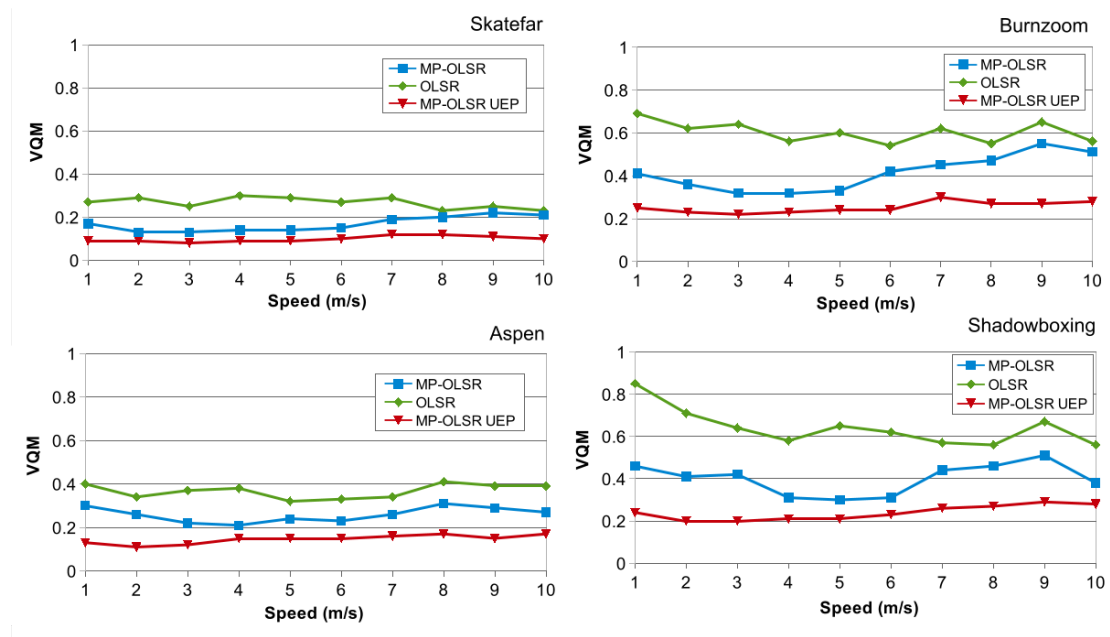 Skatefar
1
0.8
0.6
0.4
0.2
0
VQM
MP-OLSR
OLSR
MP-OLSR UEP
1 2 3 4 5 6 7 8 9 10
Speed (m/s)
Burnzoom
1
0.8
0.6
0.4
0.2
0
VQM
MP-OLSR
OLSR
MP-OLSR UEP
1 2 3 4 5 6 7 8 9 10
Speed (m/s)
Aspen
1
0.8
0.6
0.4
0.2
0
VQM
MP-OLSR
OLSR
MP-OLSR UEP
1 2 3 4 5 6 7 8 9 10
Speed (m/s)
Shadowboxing
1
0.8
0.6
0.4
0.2
0
VQM
MP-OLSR
OLSR
MP-OLSR UEP
1 2 3 4 5 6 7 8 9 10
Speed (m/s)